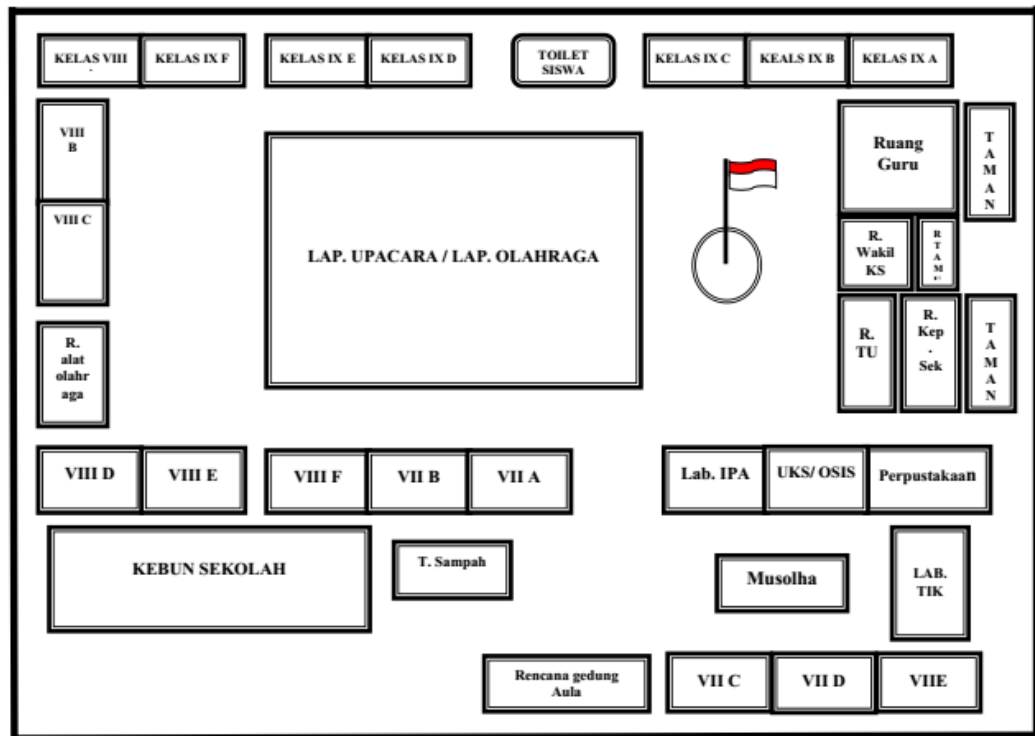 KELAS VIII
.
KELAS IX F
KELAS IX E
KELAS IX D
TOILET
SISWA
KELAS IX C
KEALS IX B
KELAS IX A
VIII
B
VIII C
R.
alat
olahr
aga
LAP. UPACARA / LAP. OLAHRAGA
Ruang
Guru
T
A
M
A
N
R.
Wakil
KS
R
T
A
M
R.
TU
R.
Kep
.
Sek
T
A
M
A
N
VIII D
VIII E
VIII F
VII B
VII A
Lab. IPA
UKS/ OSIS
Perpustakaan
KEBUN SEKOLAH
T. Sampah
Musolha
LAB.
TIK
Rencana gedung
Aula
VII C
VII D
VIIE